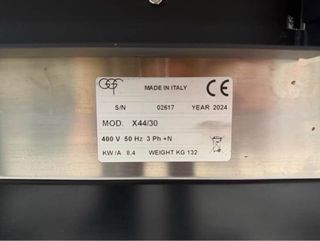 GGF MADE IN ITALY CE
S/N 02617 YEAR 2024
MOD. X44/30
400 V 50 Hz 3 Ph +N
KW /A 8,4 WEIGHT KG 132